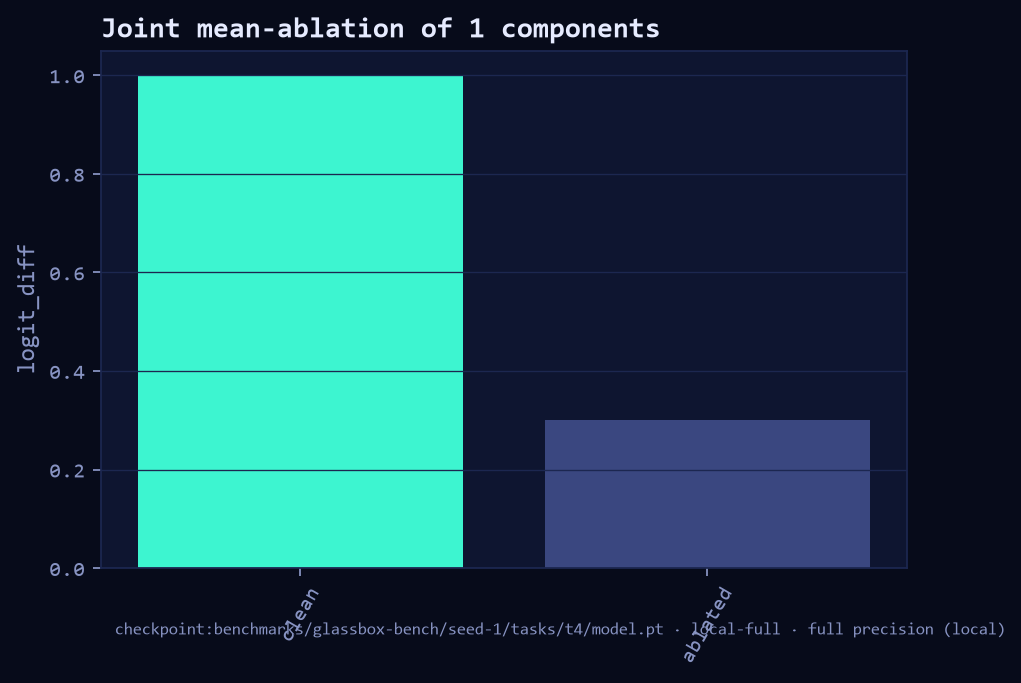 Joint mean-ablation of 1 components
1.0
0.8
0.6
0.4
0.2
0.0
logit_diff
clean
ablated
checkpoint:benchmarks/glassbox-bench/seed-1/tasks/t4/model.pt · local-full · full precision (local)